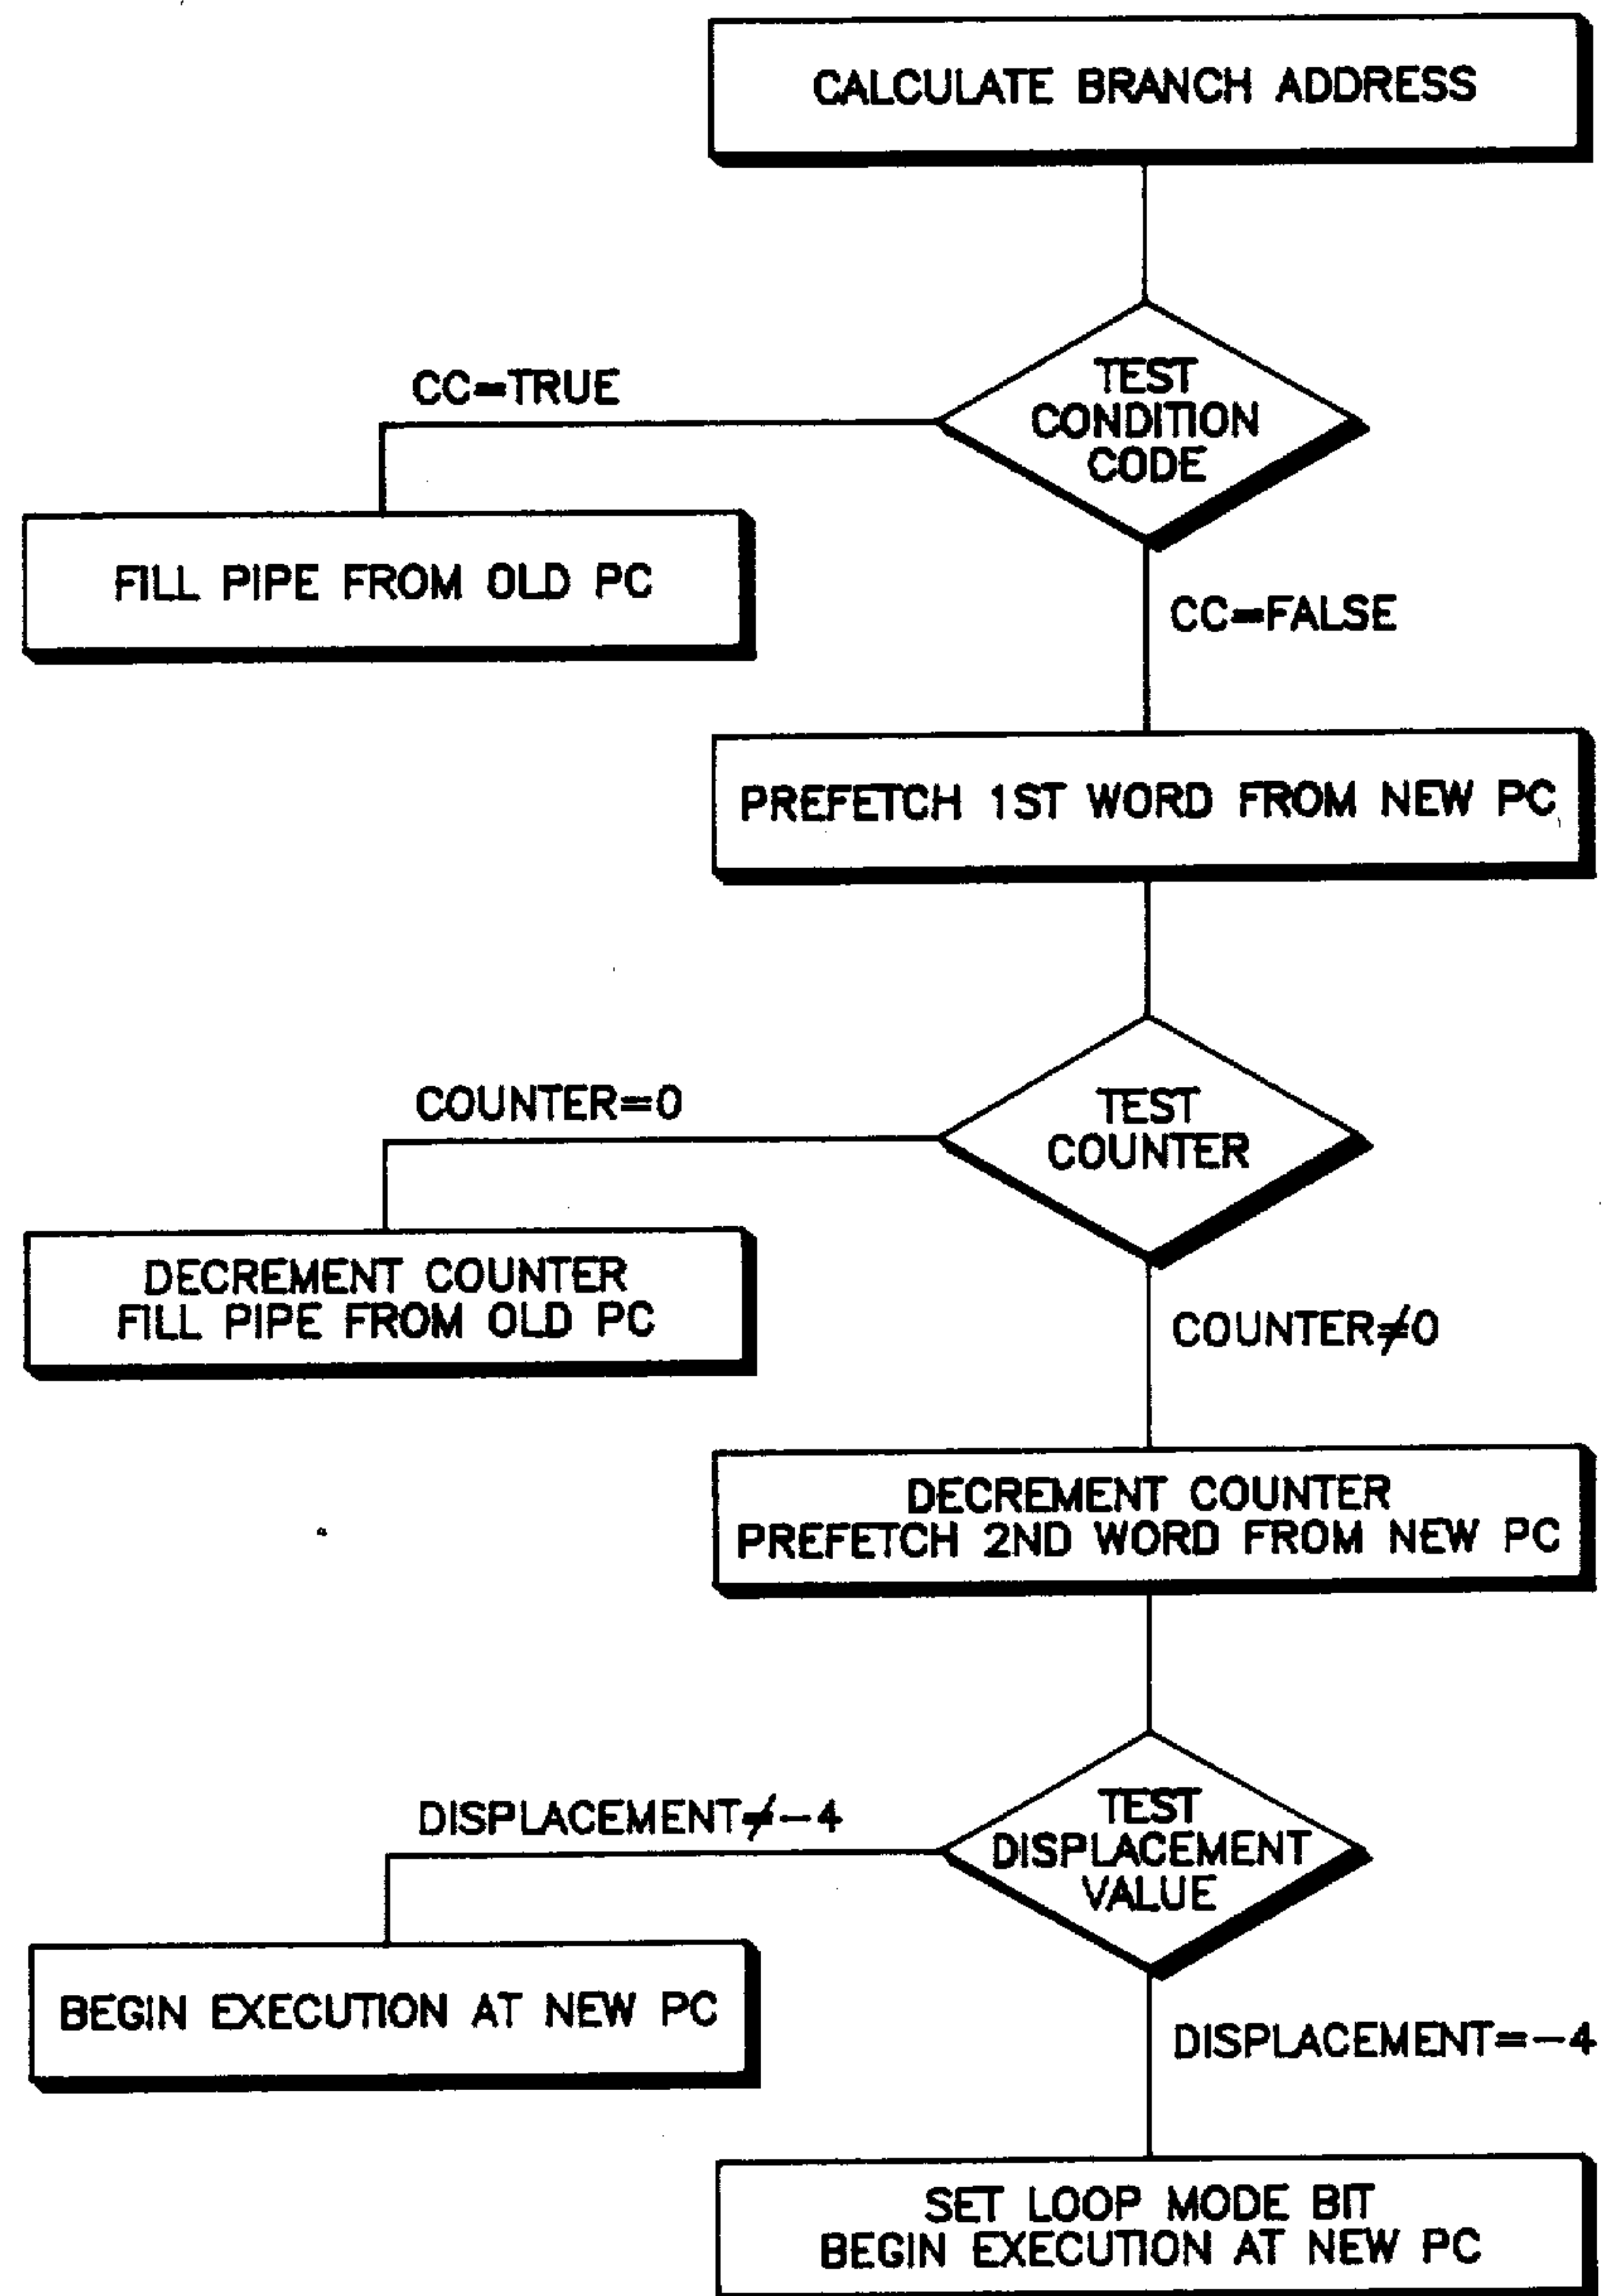 CALCULATE BRANCH ADDRESS
TEST
CONDITION
CODE
CC=TRUE
FILL PIPE FROM OLD PC
CC=FALSE
PREFETCH 1ST WORD FROM NEW PC
TEST
COUNTER
COUNTER=0
DECREMENT COUNTER
FILL PIPE FROM OLD PC
COUNTER≠0
DECREMENT COUNTER
PREFETCH 2ND WORD FROM NEW PC
TEST
DISPLACEMENT
VALUE
DISPLACEMENT≠-4
BEGIN EXECUTION AT NEW PC
DISPLACEMENT=-4
SET LOOP MODE BIT
BEGIN EXECUTION AT NEW PC